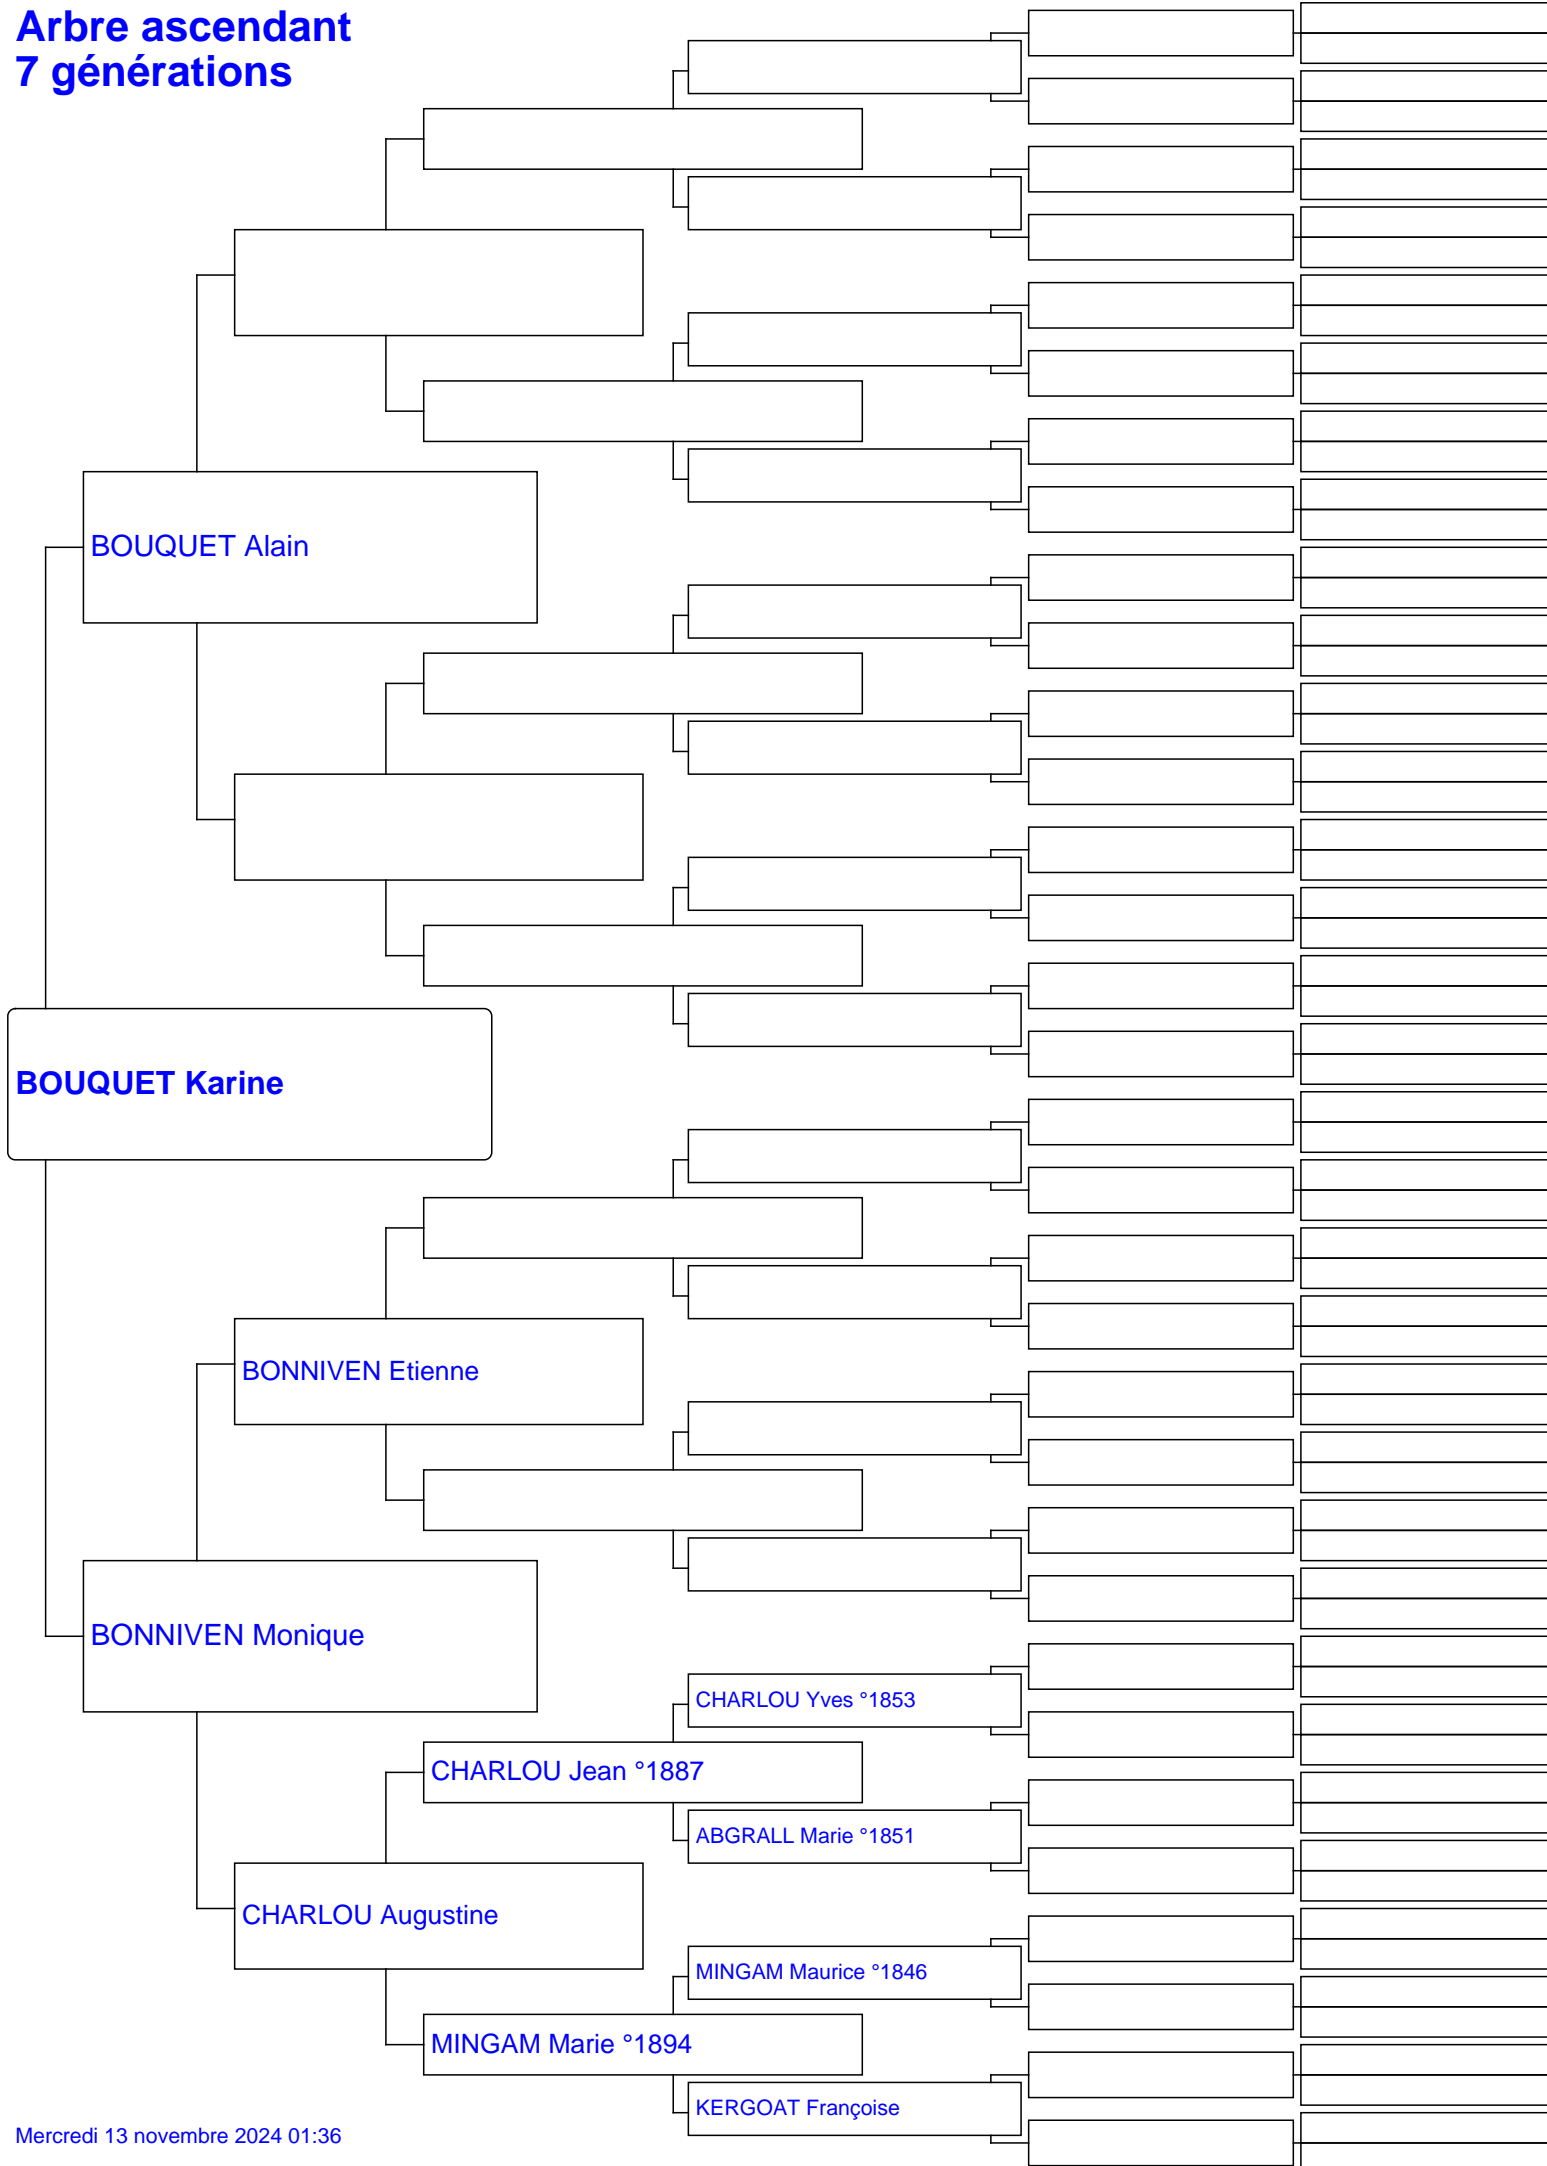 Arbre ascendant
7 générations
BOUQUET Alain
BOUQUET Karine
BONNIVEN Etienne
BONNIVEN Monique
CHARLOU Yves °1853
CHARLOU Jean °1887
ABGRALL Marie °1851
CHARLOU Augustine
MINGAM Maurice °1846
MINGAM Marie °1894
KERGOAT Françoise
Mercredi 13 novembre 2024 01:36